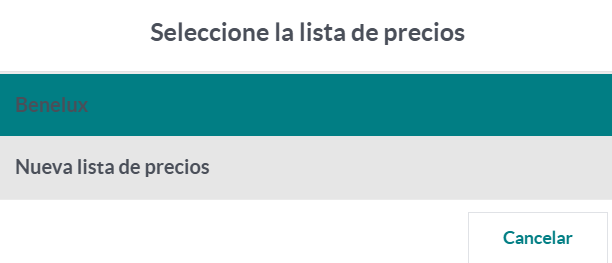 Seleccione la lista de precios
Benelux
Nueva lista de precios
Cancelar